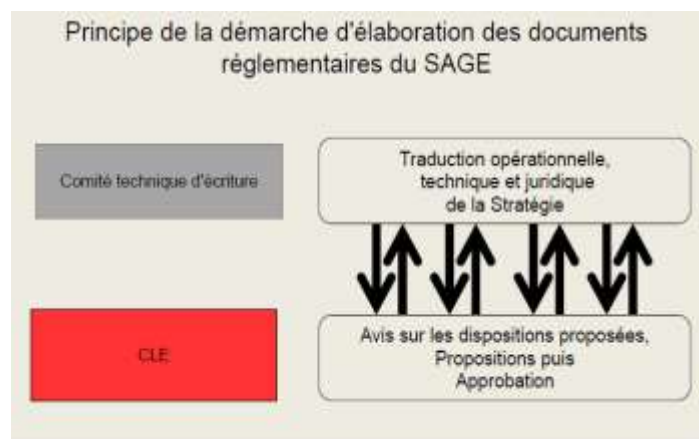 Principe de la démarche d'élaboration des documents
réglementaires du SAGE
Comité technique d'écriture
Traduction opérationnelle,
technique et juridique
de la Stratégie
CLE
Avis sur les dispositions proposées,
Propositions puis
Approbation